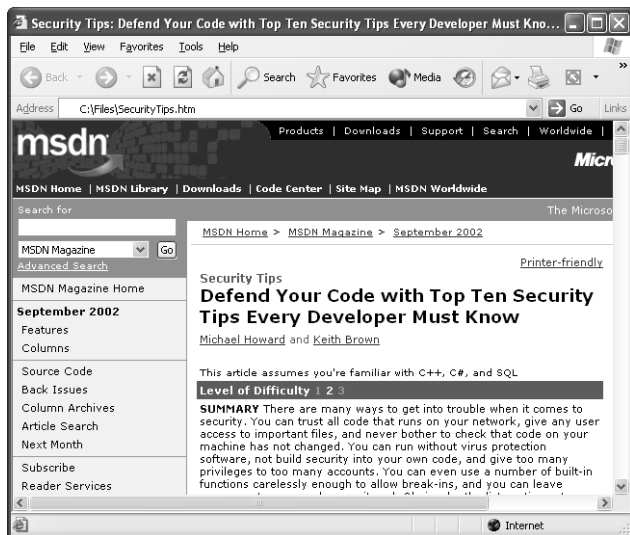 Security Tips: Defend Your Code with Top Ten Security Tips Every Developer Must Kno...
File Edit View Favorites Tools Help
Back Search Favorites Media »
Address C:\Files\SecurityTips.htm Go Links
msdn
Products | Downloads | Support | Search | Worldwide |
Micr
MSDN Home | MSDN Library | Downloads | Code Center | Site Map | MSDN Worldwide
Search for
The Microso
MSDN Magazine Go
Advanced Search
MSDN Magazine Home
September 2002
Features
Columns
Source Code
Back Issues
Column Archives
Article Search
Next Month
Subscribe
Reader Services
MSDN Home > MSDN Magazine > September 2002
Printer-friendly
Security Tips
Defend Your Code with Top Ten Security
Tips Every Developer Must Know
Michael Howard and Keith Brown
This article assumes you're familiar with C++, C#, and SQL
Level of Difficulty 1 2 3
SUMMARY There are many ways to get into trouble when it comes to
security. You can trust all code that runs on your network, give any user
access to important files, and never bother to check that code on your
machine has not changed. You can run without virus protection
software, not build security into your own code, and give too many
privileges to too many accounts. You can even use a number of built-in
functions carelessly enough to allow break-ins, and you can leave
Internet